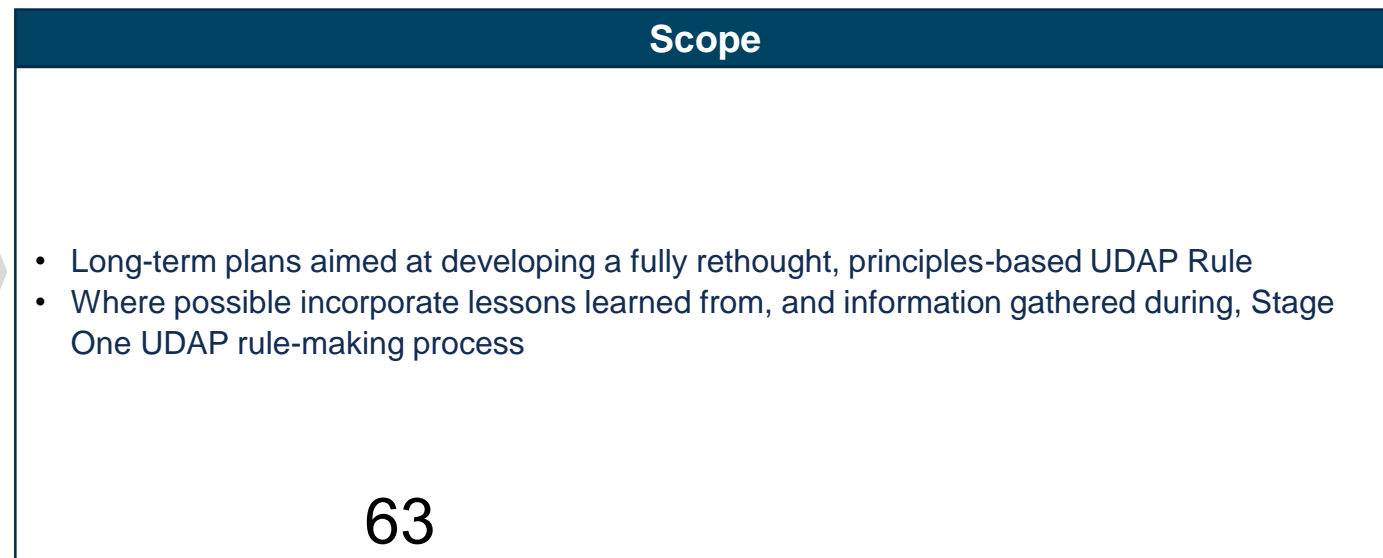 Scope
• Long-term plans aimed at developing a fully rethought, principles-based UDAP Rule
• Where possible incorporate lessons learned from, and information gathered during, Stage
One UDAP rule-making process
63